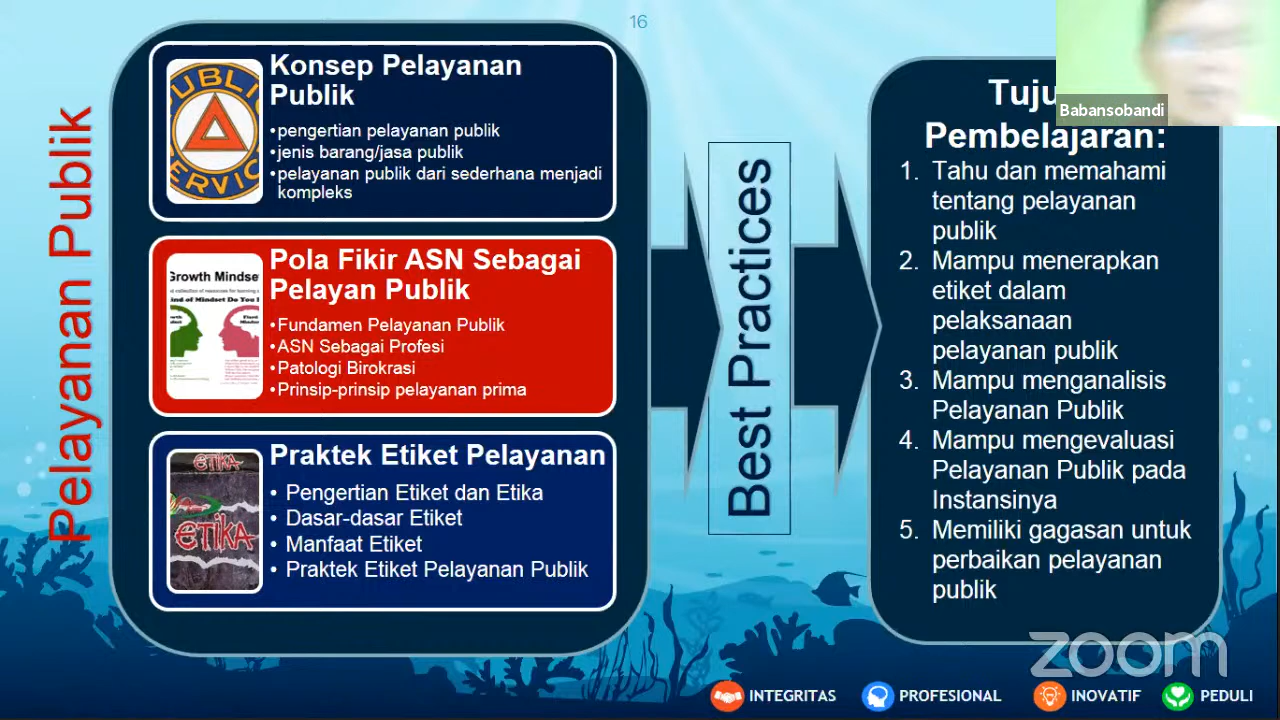 16
Pelayanan Publik
Konsep Pelayanan
Publik
•pengertian pelayanan publik
•jenis barang/jasa publik
•pelayanan publik dari sederhana menjadi
kompleks
PUBLIC
SERVIC
Pola Fikir ASN Sebagai
Pelayan Publik
•Fundamen Pelayanan Publik
•ASN Sebagai Profesi
•Patologi Birokrasi
•Prinsip-prinsip pelayanan prima
Growth Mindse
Praktek Etiket Pelayanan
• Pengertian Etiket dan Etika
• Dasar-dasar Etiket
• Manfaat Etiket
• Praktek Etiket Pelayanan Publik
ETIKA
ETIKA
Best Practices
Babansobandi
Tuju
Pembelajaran:
1. Tahu dan memahami
tentang pelayanan
publik
2. Mampu menerapkan
etiket dalam
pelaksanaan
pelayanan publik
3. Mampu menganalisis
Pelayanan Publik
4. Mampu mengevaluasi
Pelayanan Publik pada
Instansinya
5. Memiliki gagasan untuk
perbaikan pelayanan
publik
zoom
INTEGRITAS PROFESIONAL INOVATIF PEDULI